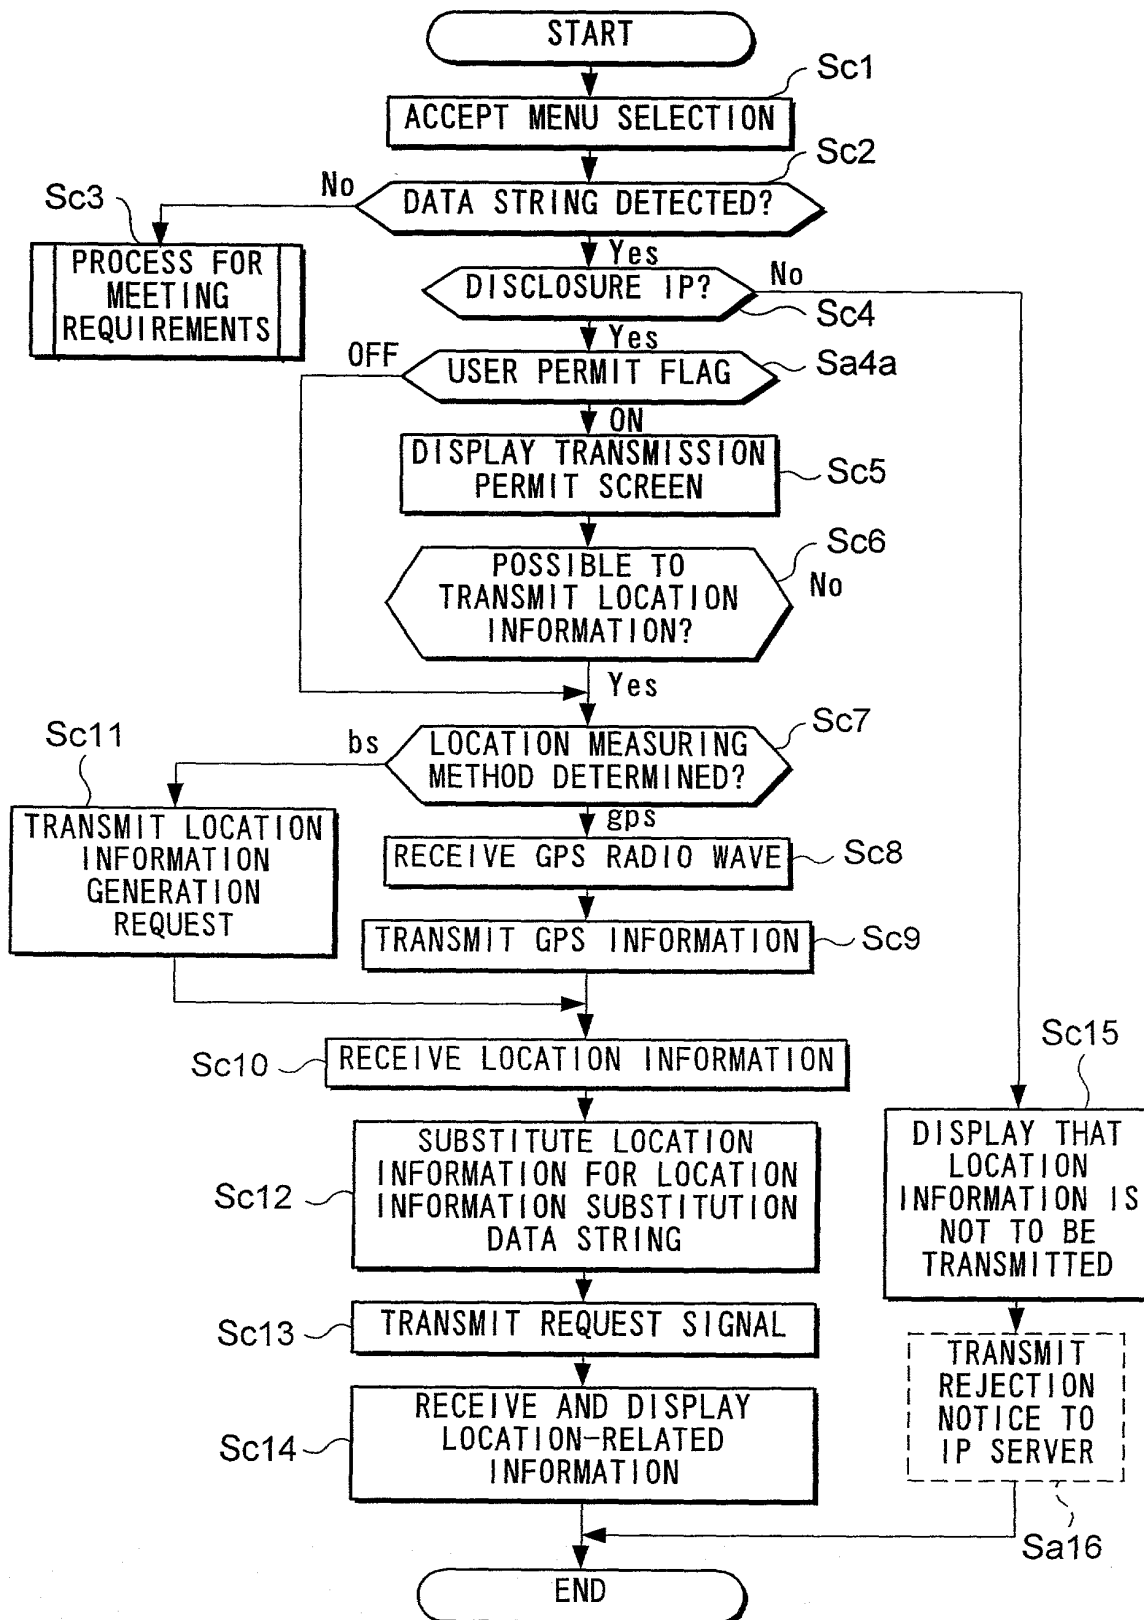 START
Sc1
ACCEPT MENU SELECTION
Sc2
No
DATA STRING DETECTED?
Sc3
Yes
PROCESS FOR
MEETING
REQUIREMENTS
DISCLOSURE IP?
No
Sc4
Yes
OFF
USER PERMIT FLAG
Sa4a
ON
DISPLAY TRANSMISSION
PERMIT SCREEN
Sc5
Sc6
POSSIBLE TO
TRANSMIT LOCATION
INFORMATION?
No
Yes
Sc7
bs
LOCATION MEASURING
METHOD DETERMINED?
Sc11
gps
TRANSMIT LOCATION
INFORMATION
GENERATION
REQUEST
RECEIVE GPS RADIO WAVE
Sc8
TRANSMIT GPS INFORMATION
Sc9
Sc10
RECEIVE LOCATION INFORMATION
Sc15
SUBSTITUTE LOCATION
INFORMATION FOR LOCATION
INFORMATION SUBSTITUTION
DATA STRING
Sc12
DISPLAY THAT
LOCATION
INFORMATION IS
NOT TO BE
TRANSMITTED
Sc13
TRANSMIT REQUEST SIGNAL
TRANSMIT
REJECTION
NOTICE TO
IP SERVER
Sc14
RECEIVE AND DISPLAY
LOCATION-RELATED
INFORMATION
Sa16
END